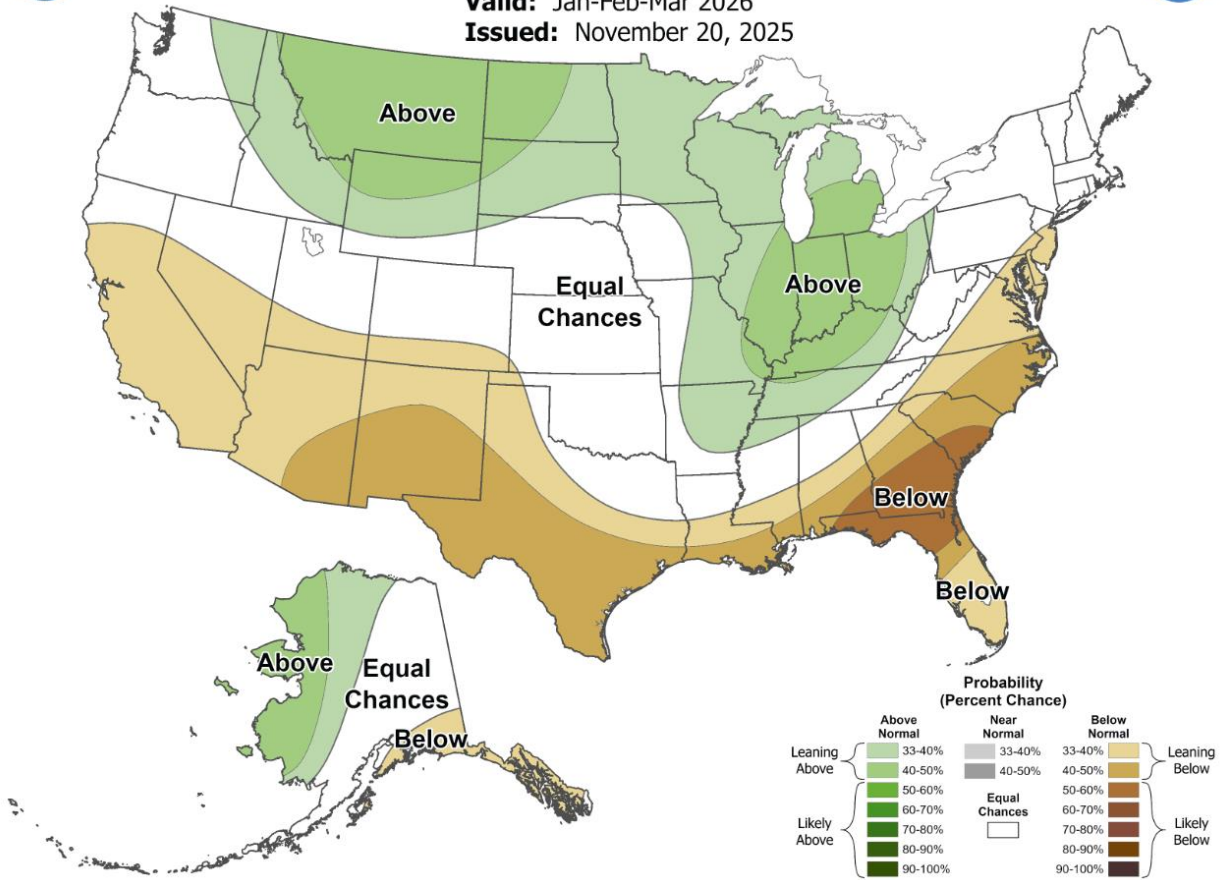 Valid: Jan-Feb-Mar 2026
Issued: November 20, 2025
Above
Equal
Chances
Above
Below
Below
Above
Equal
Chances
Below
Probability
(Percent Chance)
Above
Normal
Near
Normal
Below
Normal
Leaning
Above
33-40%
40-50%
33-40%
40-50%
33-40%
40-50%
Leaning
Below
Likely
Above
50-60%
60-70%
70-80%
80-90%
90-100%
Equal
Chances
50-60%
60-70%
70-80%
80-90%
90-100%
Likely
Below